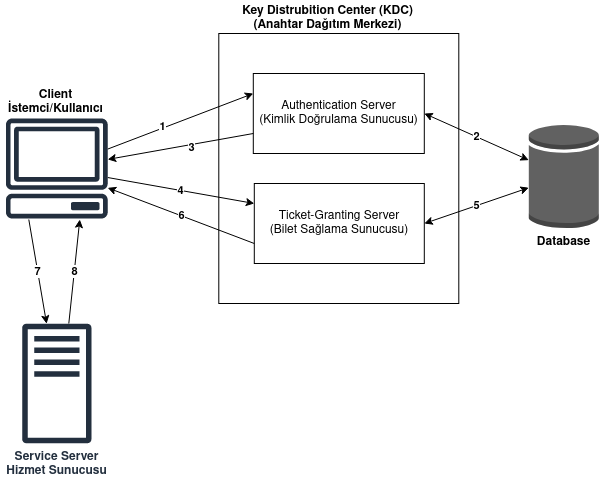 Key Distrubition Center (KDC)
(Anahtar Dağıtım Merkezi)
Client
İstemci/Kullanıcı
Authentication Server
(Kimlik Doğrulama Sunucusu)
1
2
3
4
5
6
Ticket-Granting Server
(Bilet Sağlama Sunucusu)
Database
7
8
Service Server
Hizmet Sunucusu